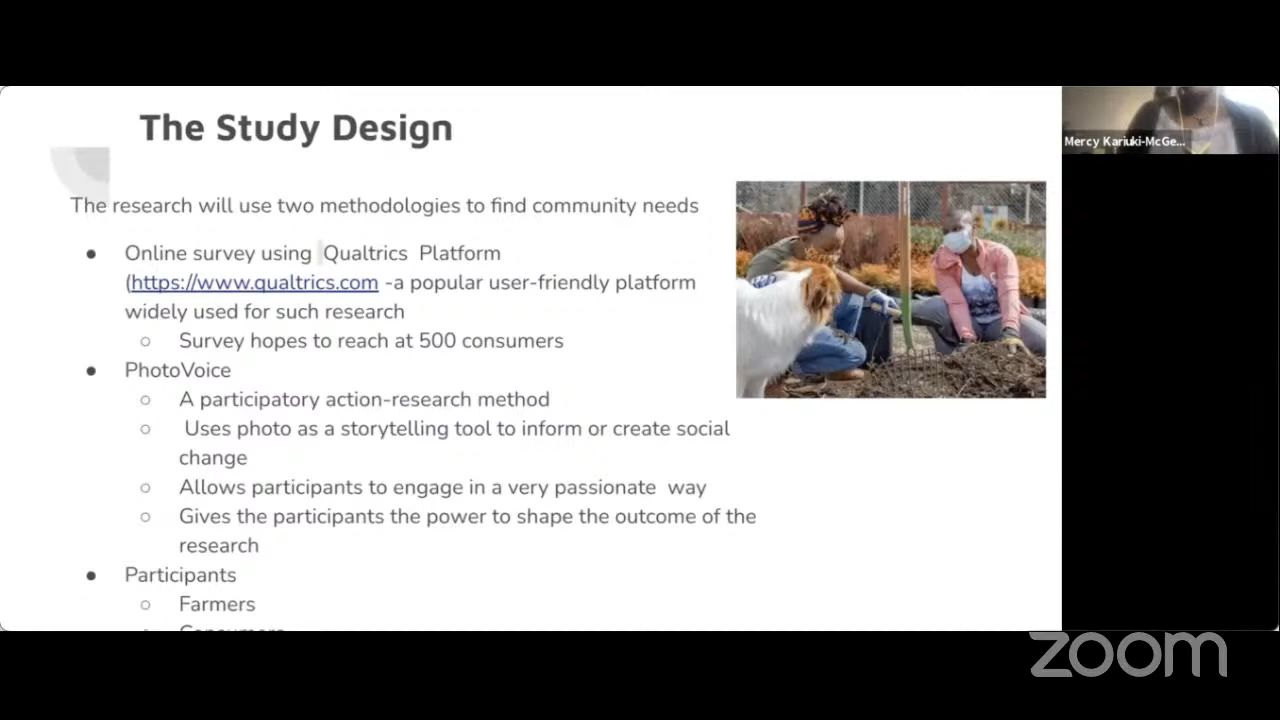 The Study Design
The research will use two methodologies to find community needs
● Online survey using Qualtrics Platform
(https://www.qualtrics.com -a popular user-friendly platform
widely used for such research
○ Survey hopes to reach at 500 consumers
● PhotoVoice
○ A participatory action-research method
○ Uses photo as a storytelling tool to inform or create social
change
○ Allows participants to engage in a very passionate way
○ Gives the participants the power to shape the outcome of the
research
● Participants
○ Farmers
Mercy Kariuki-McGe...
zoom